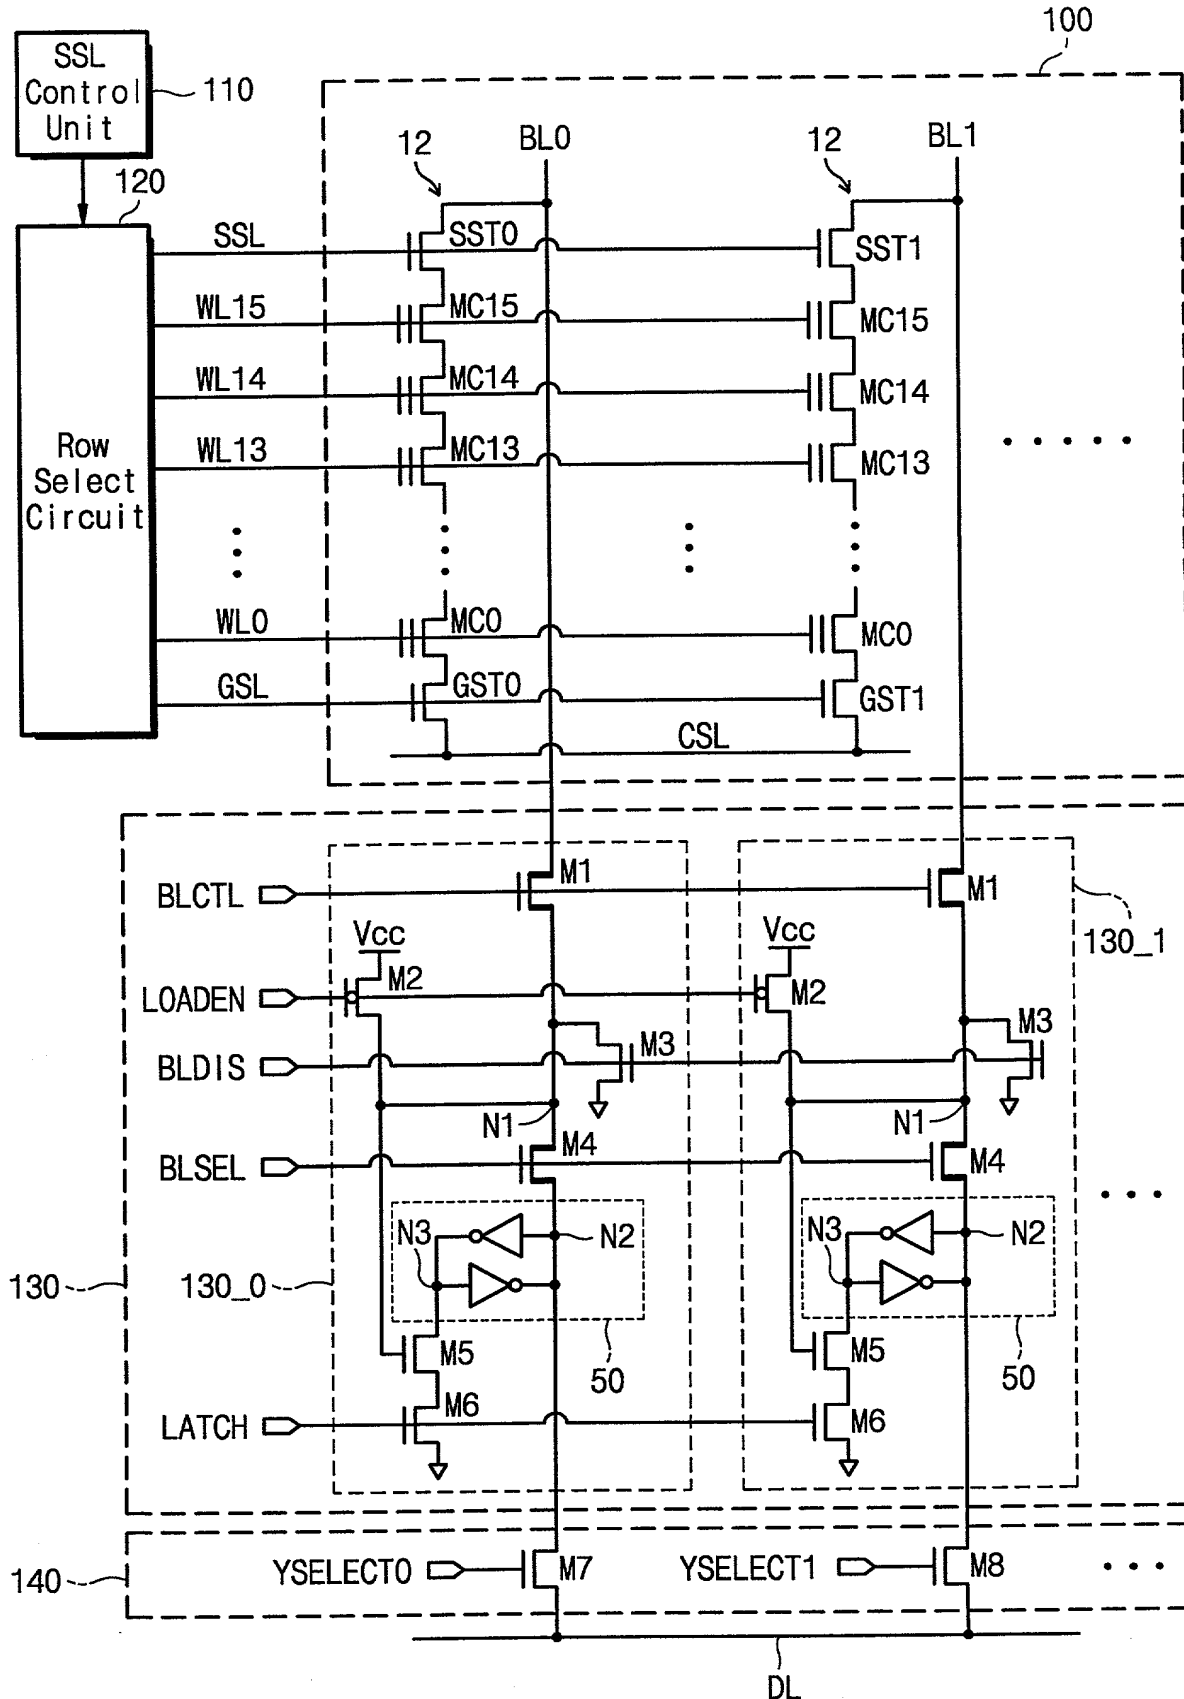 100
SSL
Control
Unit
110
120
12
BL0
12
BL1
SSL
SST0
SST1
WL15
MC15
MC15
WL14
MC14
MC14
Row
Select
Circuit
WL13
MC13
MC13
WL0
MC0
MC0
GSL
GST0
GST1
CSL
BLCTL
M1
M1
130_1
Vcc
Vcc
LOADEN
M2
M2
BLDIS
M3
M3
N1
N1
BLSEL
M4
M4
N3
N2
N3
N2
130
130_0
M5
50
M5
50
LATCH
M6
M6
140
YSELECT0
M7
YSELECT1
M8
DL